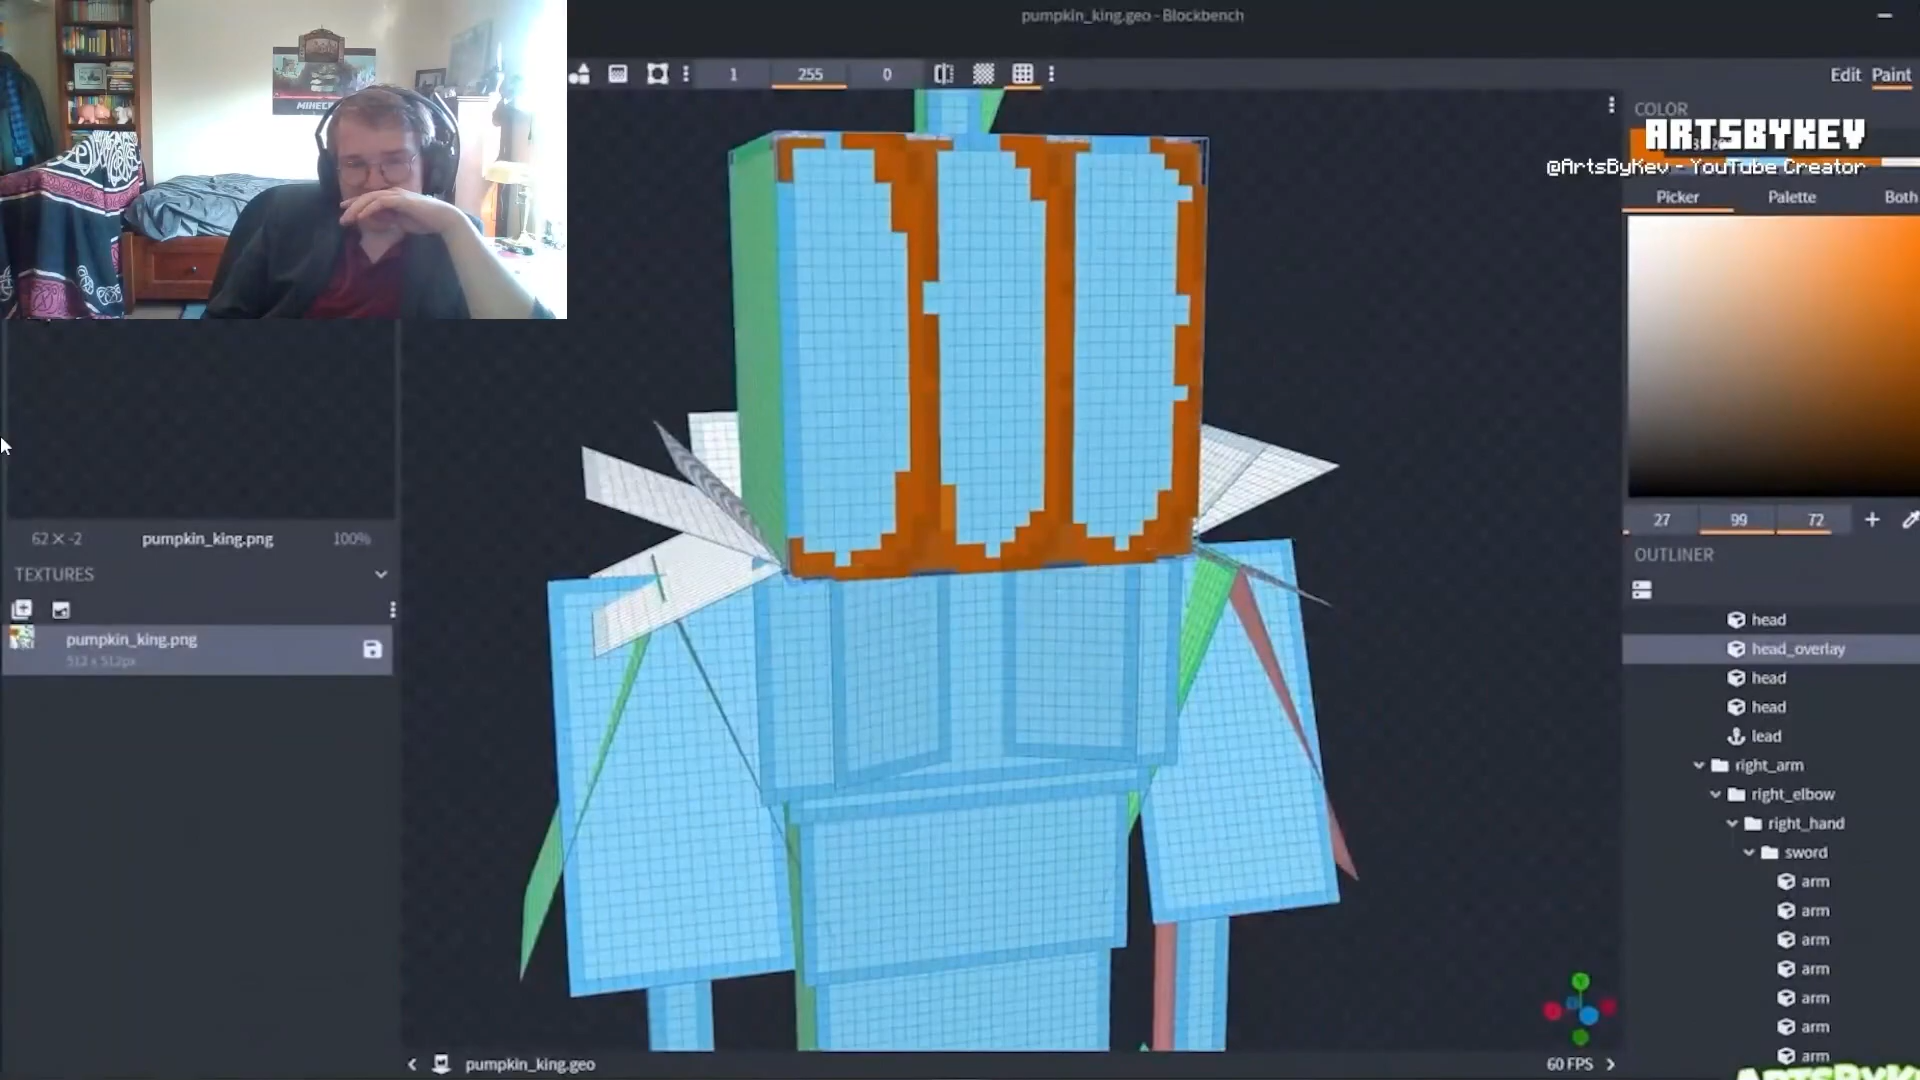 pumpkin_king.geo - Blockbench
1 255 0
Edit Paint
COLOR
ARTSBYKEV
@ArtsByKev - YouTube Creator
Picker Palette Both
27 99 72
62 × -2 pumpkin_king.png 100%
TEXTURES
pumpkin_king.png
512 x 512px
OUTLINER
head
head_overlay
head
head
lead
right_arm
right_elbow
right_hand
sword
arm
arm
arm
arm
arm
arm
arm
pumpkin_king.geo
60 FPS